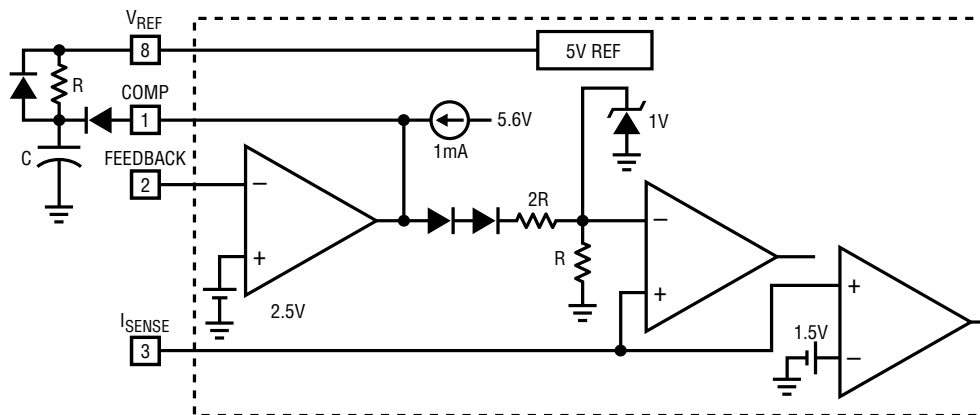 VREF
8
5V REF
R
COMP
1
5.6V
1mA
1V
C
FEEDBACK
2
−
+
2.5V
2R
R
−
+
ISENSE
3
+
1.5V
−